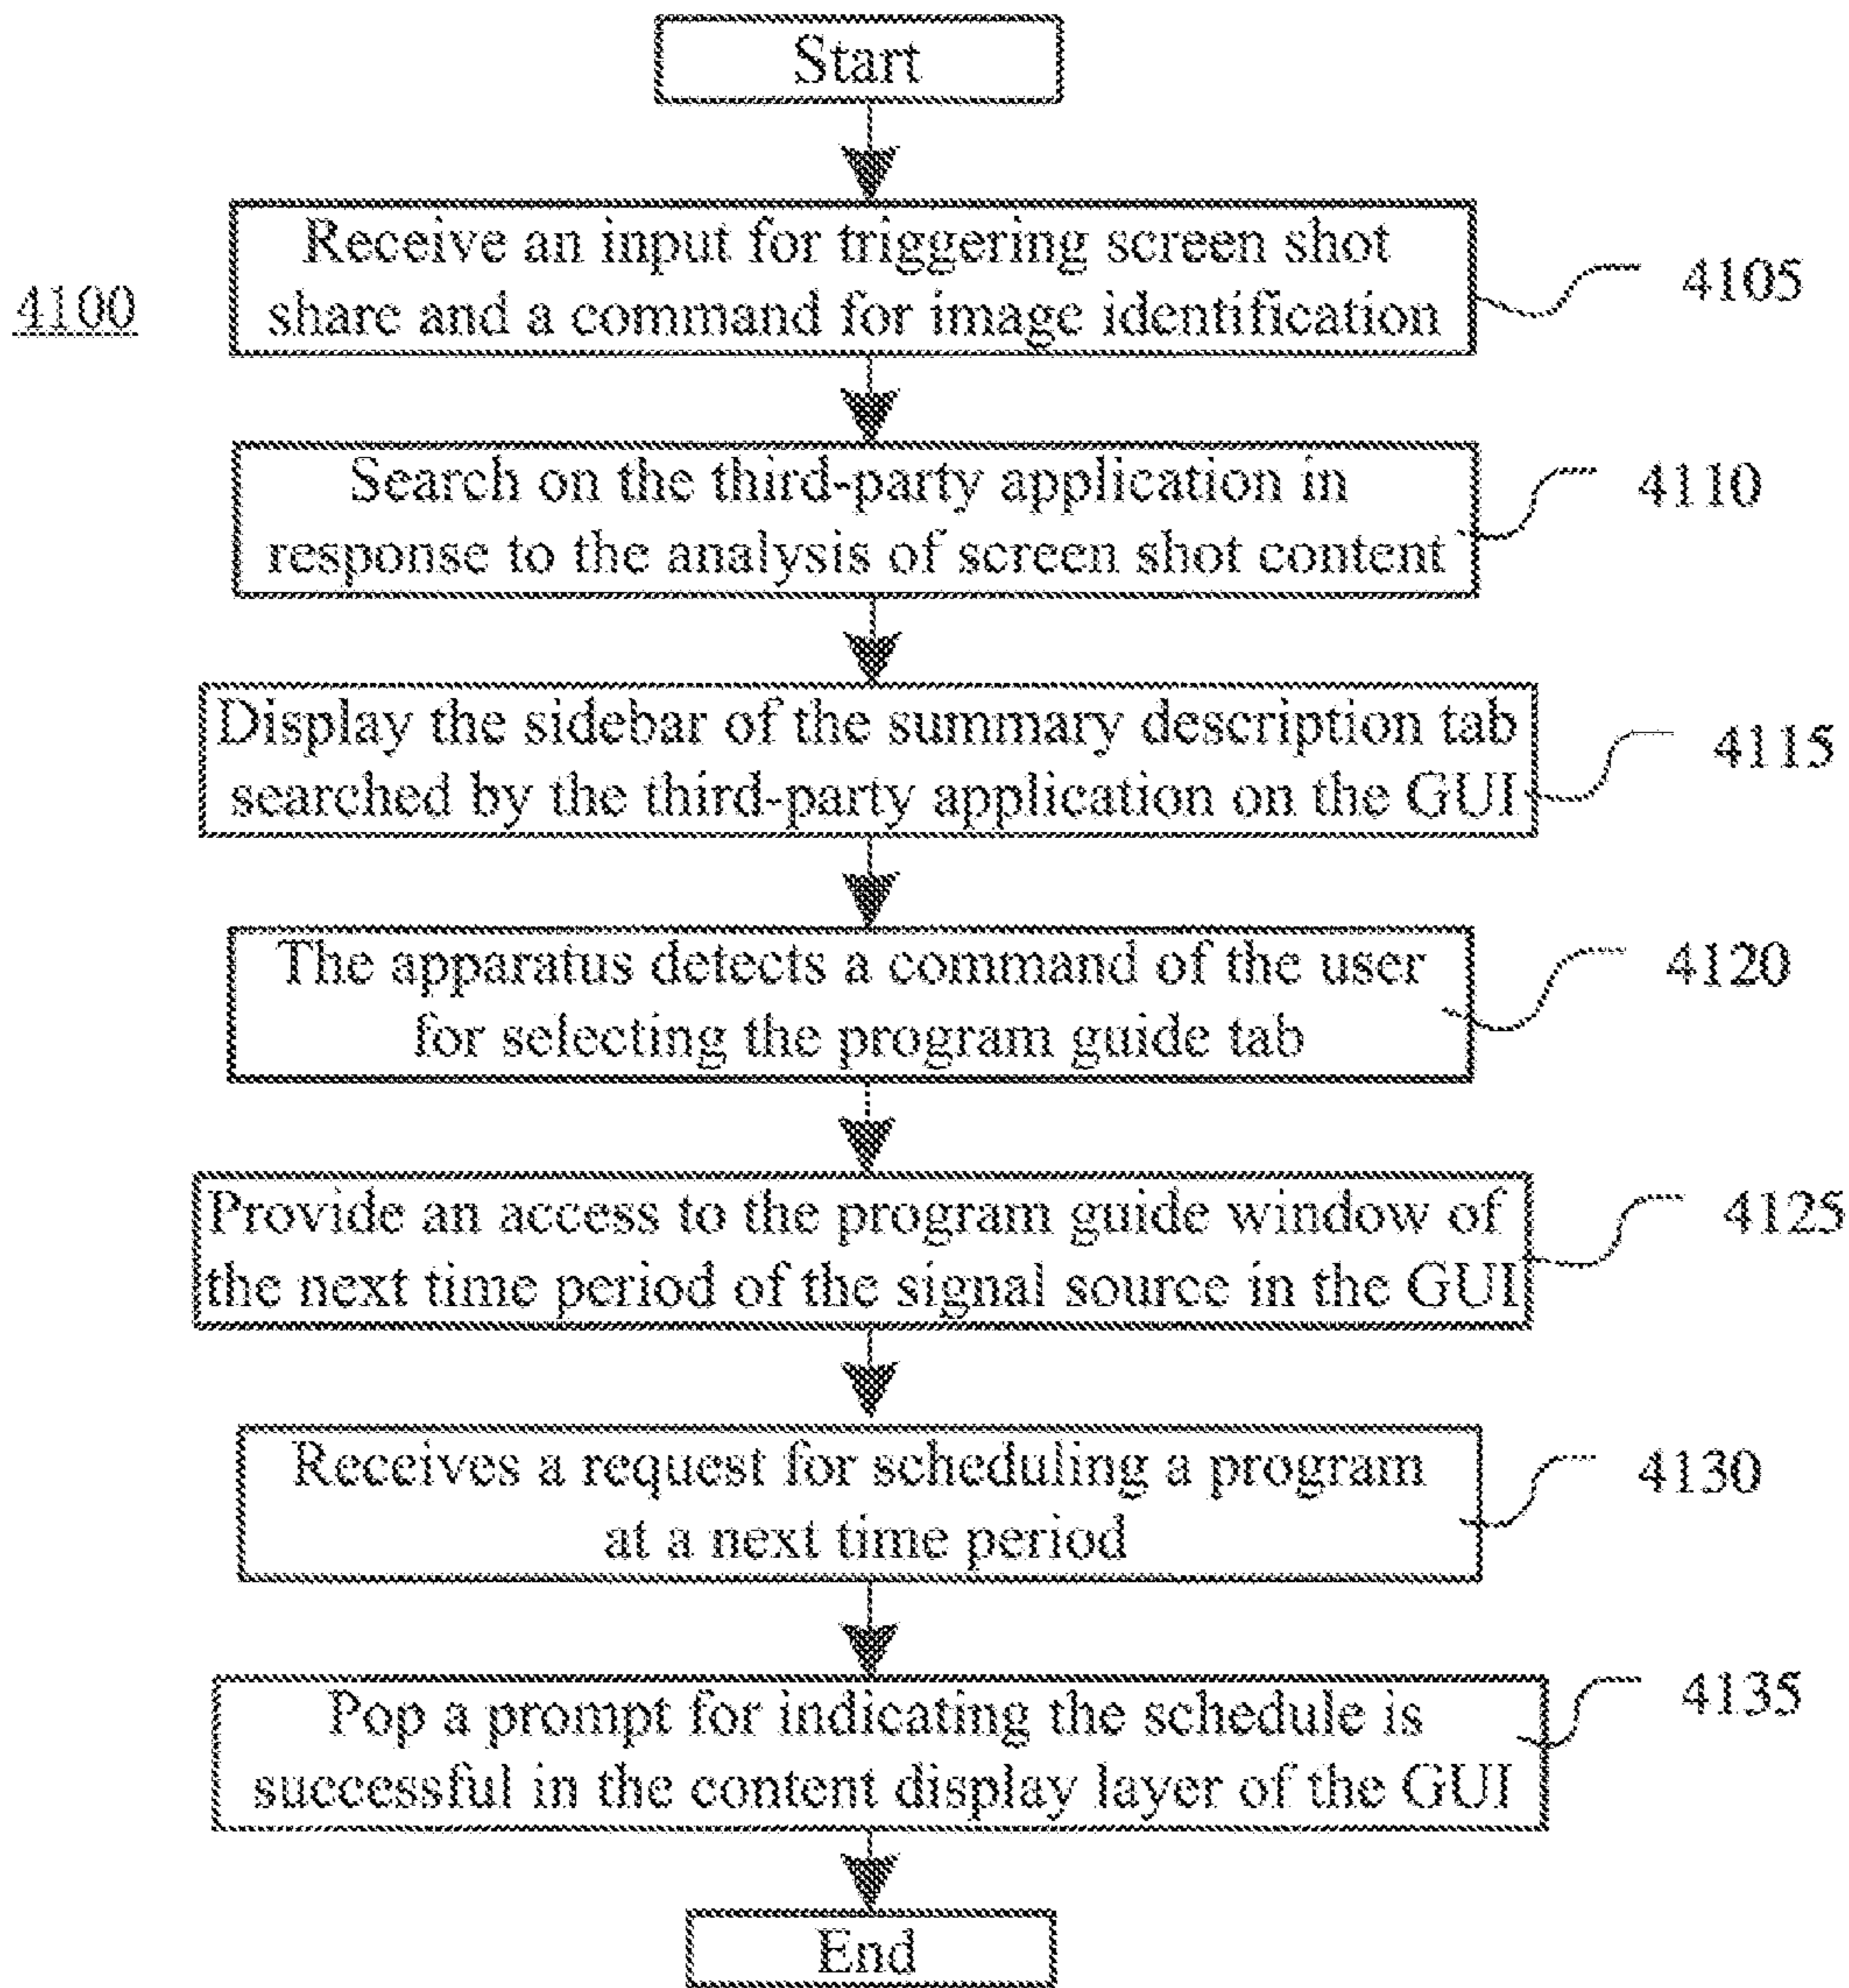 Start
4100
Receive an input for triggering screen shot
share and a command for image identification
4105
Search on the third-party application in
response to the analysis of screen shot content
4110
Display the sidebar of the summary description tab
searched by the third-party application on the GUI
4115
The apparatus detects a command of the user
for selecting the program guide tab
4120
Provide an access to the program guide window of
the next time period of the signal source in the GUI
4125
Receives a request for scheduling a program
at a next time period
4130
Pop a prompt for indicating the schedule is
successful in the content display layer of the GUI
4135
End